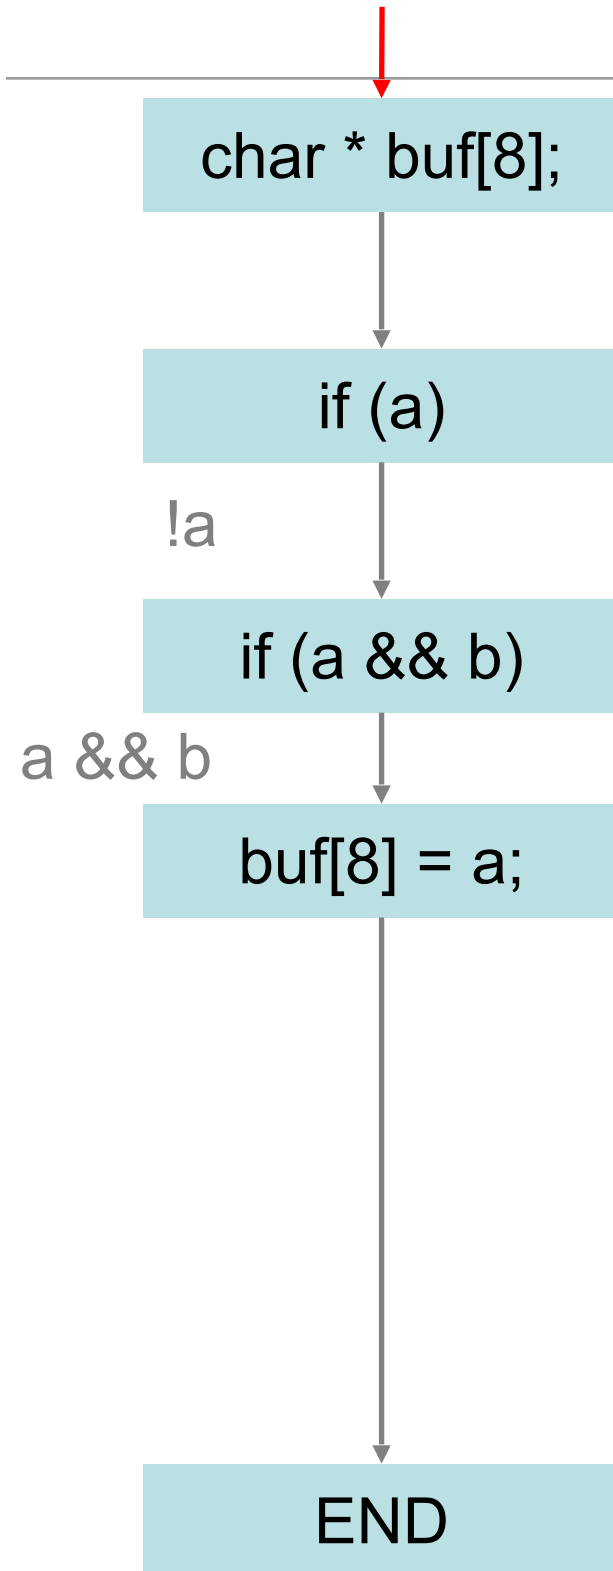 char * buf[8];
if (a)
!a
if (a && b)
a && b
buf[8] = a;
END